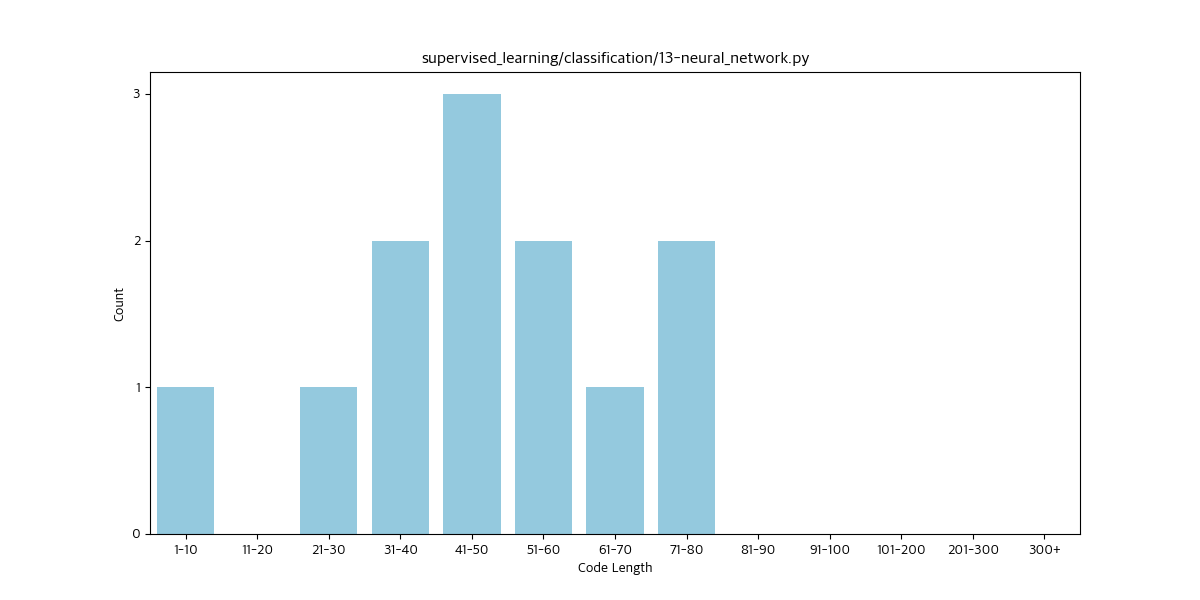 supervised_learning/classification/13-neural_network.py
3
2
1
0
Count
1-10 11-20 21-30 31-40 41-50 51-60 61-70 71-80 81-90 91-100 101-200 201-300 300+
Code Length